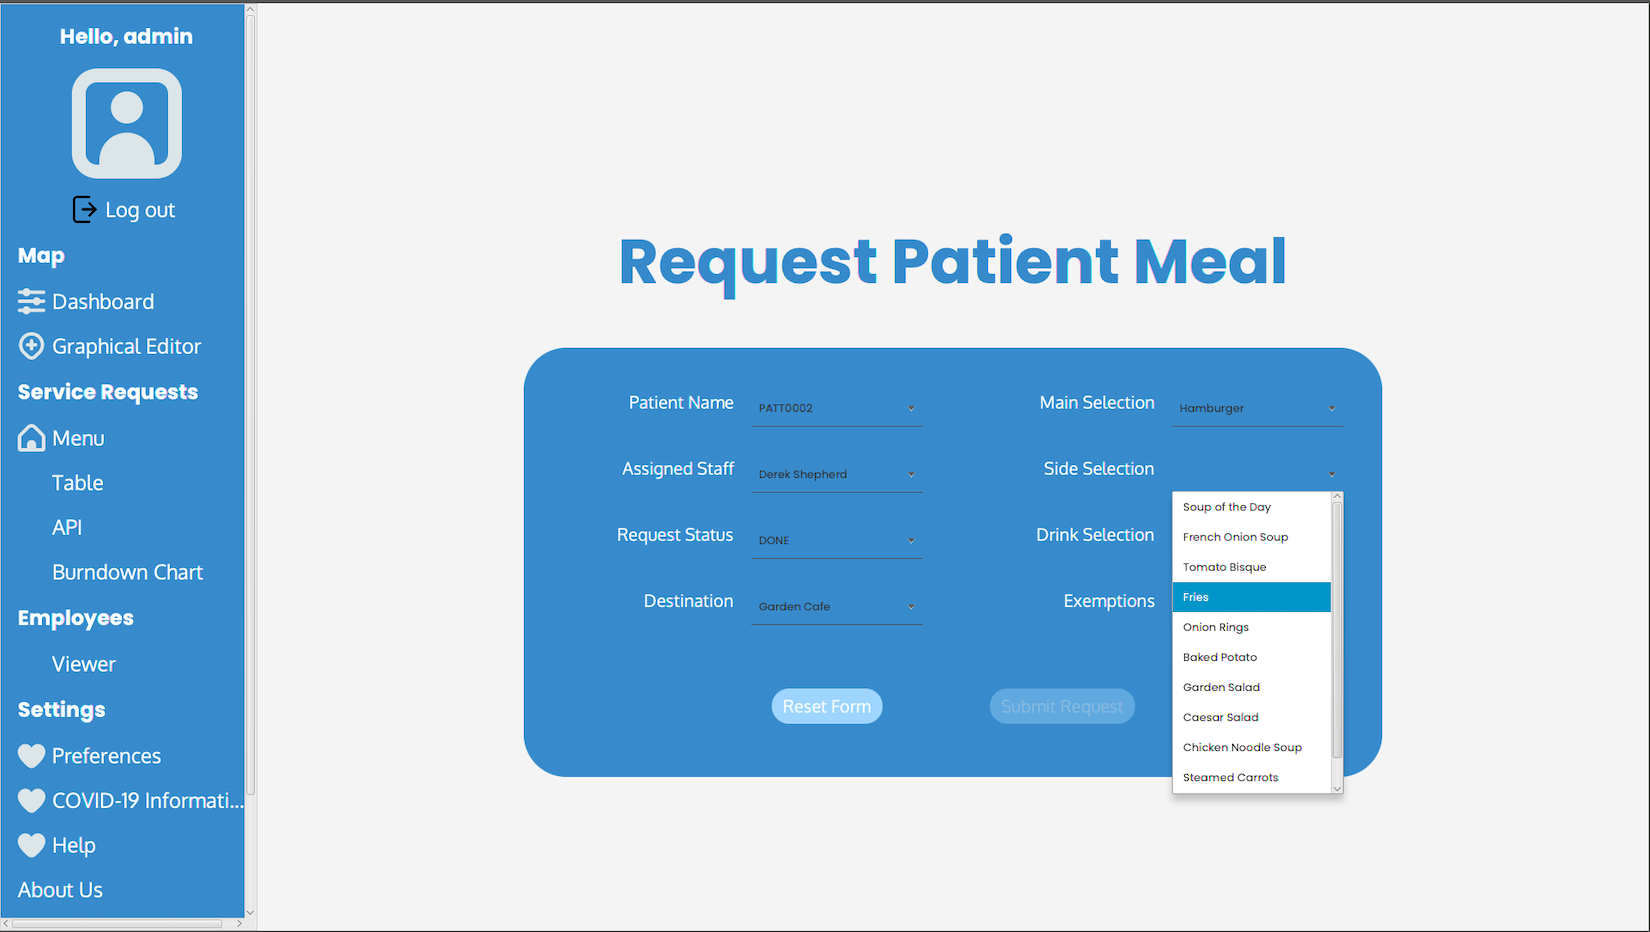 Hello, admin
Log out
Map
Dashboard
Graphical Editor
Service Requests
Menu
Table
API
Burndown Chart
Employees
Viewer
Settings
Preferences
COVID-19 Informati...
Help
About Us
Request Patient Meal
Patient Name
PATT0002
Assigned Staff
Derek Shepherd
Request Status
DONE
Destination
Garden Cafe
Main Selection
Hamburger
Side Selection
Drink Selection
Exemptions
Soup of the Day
French Onion Soup
Tomato Bisque
Fries
Onion Rings
Baked Potato
Garden Salad
Caesar Salad
Chicken Noodle Soup
Steamed Carrots
Reset Form
Submit Request